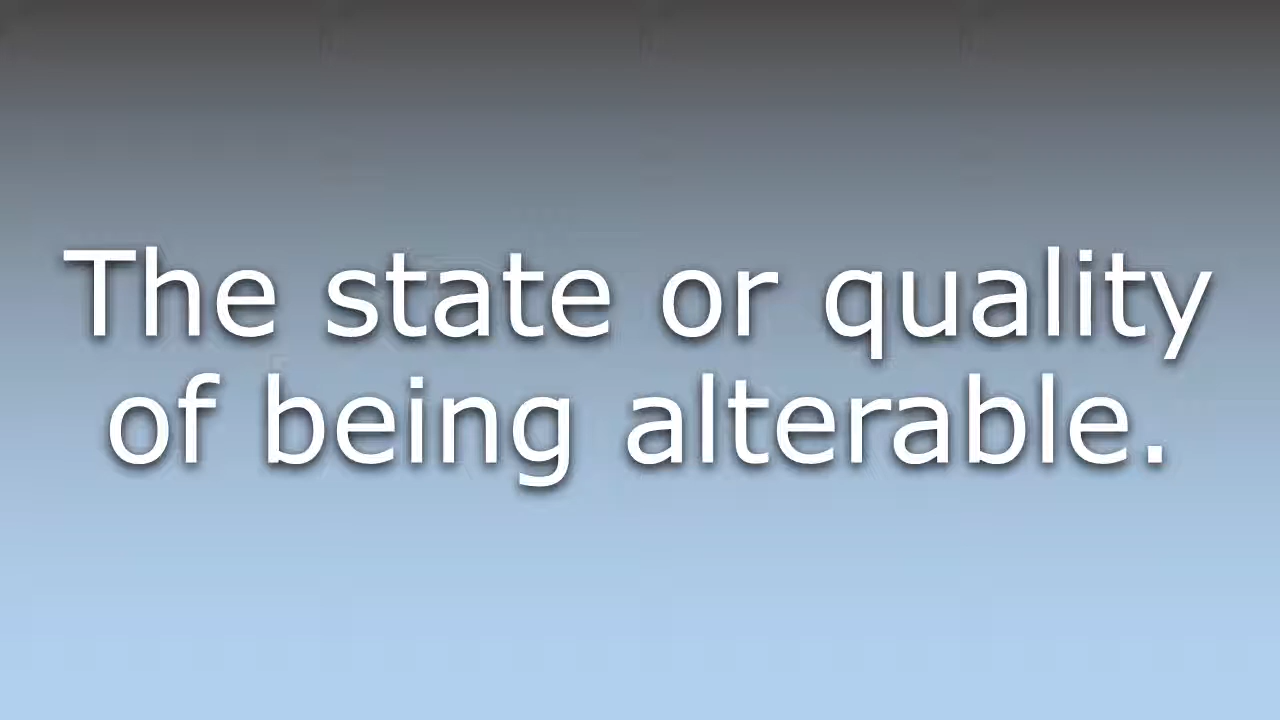 The state or quality
of being alterable.